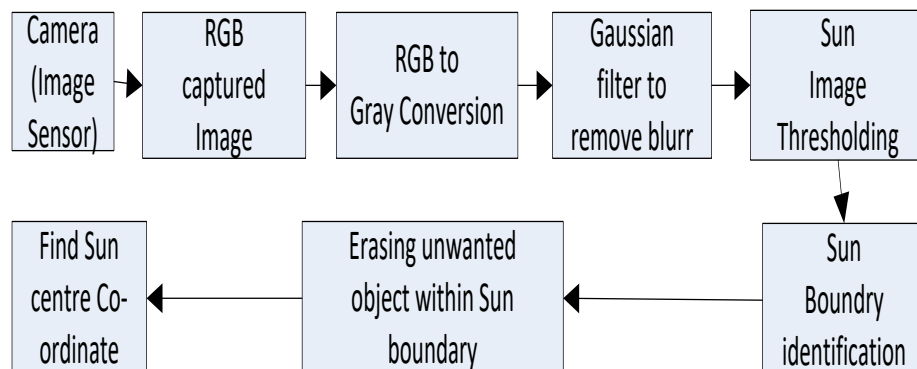 Camera
(Image
Sensor)
RGB
captured
Image
RGB to
Gray Conversion
Gaussian
filter to
remove blurr
Sun
Image
Thresholding
Sun
Boundry
identification
Erasing unwanted
object within Sun
boundary
Find Sun
centre Co-
ordinate